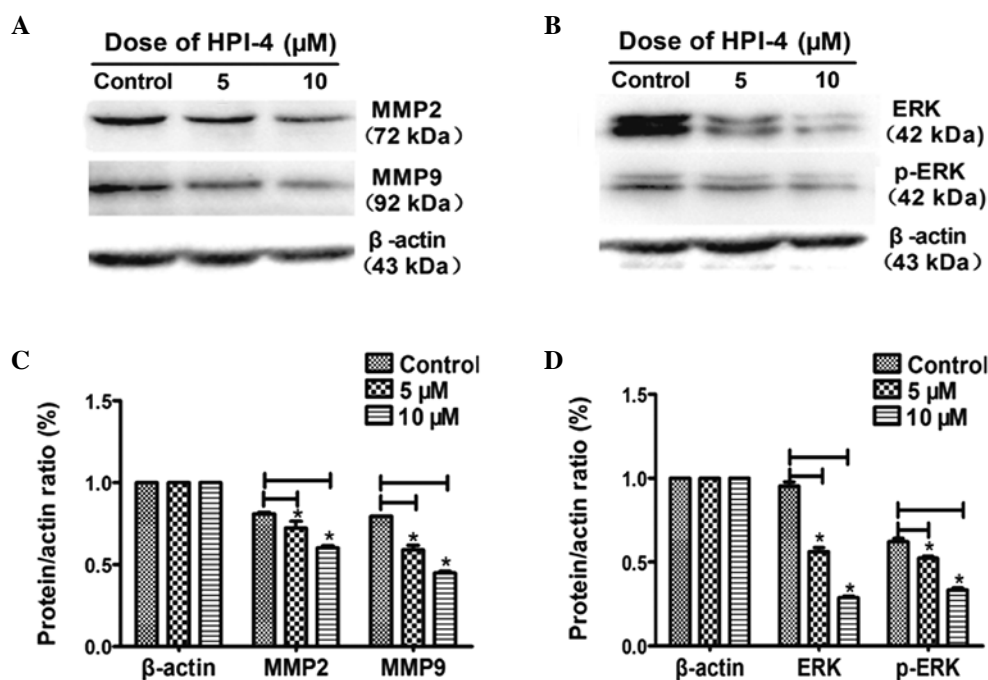 A
Dose of HPI-4 (μM)
Control 5 10
MMP2
(72 kDa)
MMP9
(92 kDa)
β -actin
(43 kDa)
B
Dose of HPI-4 (μM)
Control 5 10
ERK
(42 kDa)
p-ERK
(42 kDa)
β -actin
(43 kDa)
C
Control
5 μM
10 μM
Protein/actin ratio (%)
1.5
1.0
0.5
0.0
* * * *
β-actin MMP2 MMP9
D
Control
5 μM
10 μM
Protein/actin ratio (%)
1.5
1.0
0.5
0.0
* * * *
β-actin ERK p-ERK